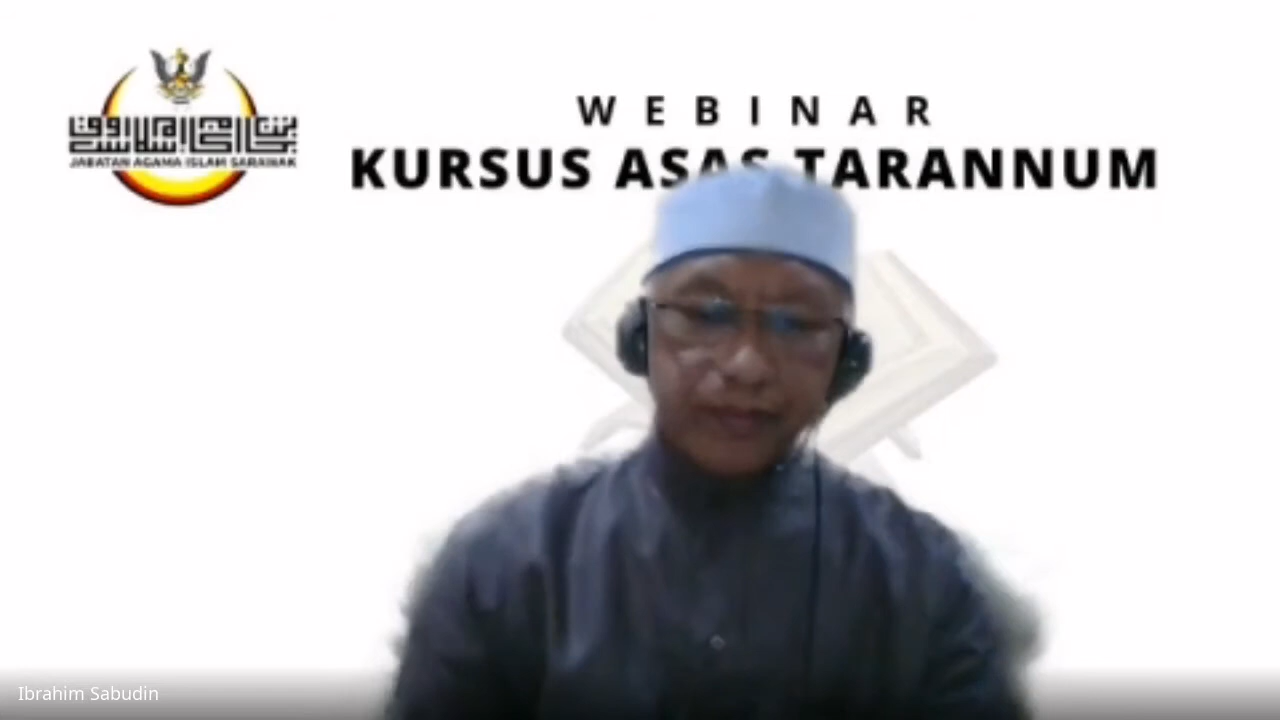 JABATAN AGAMA ISLAM SARAWAK
WEBINAR
KURSUS ASAS TARANNUM
Ibrahim Sabudin